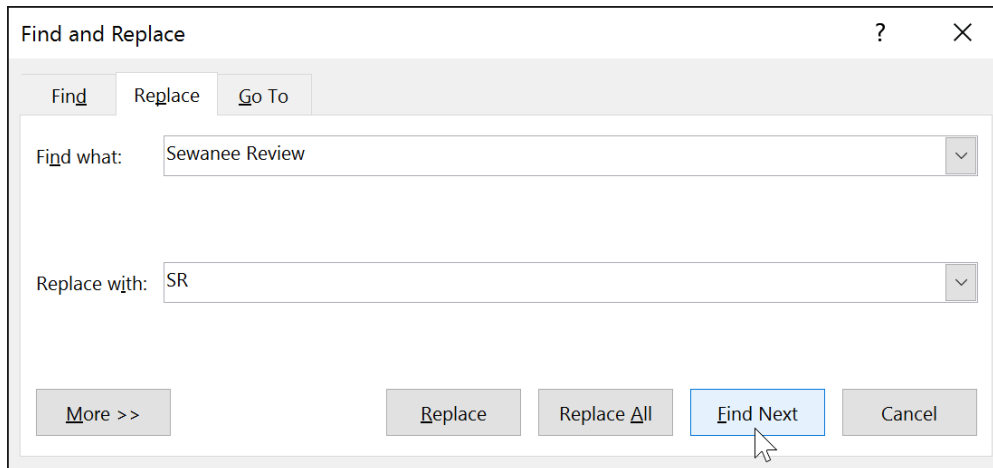 Find and Replace ?
Find Replace Go To
Find what: Sewanee Review
Replace with: SR
More >> Replace Replace All Find Next Cancel